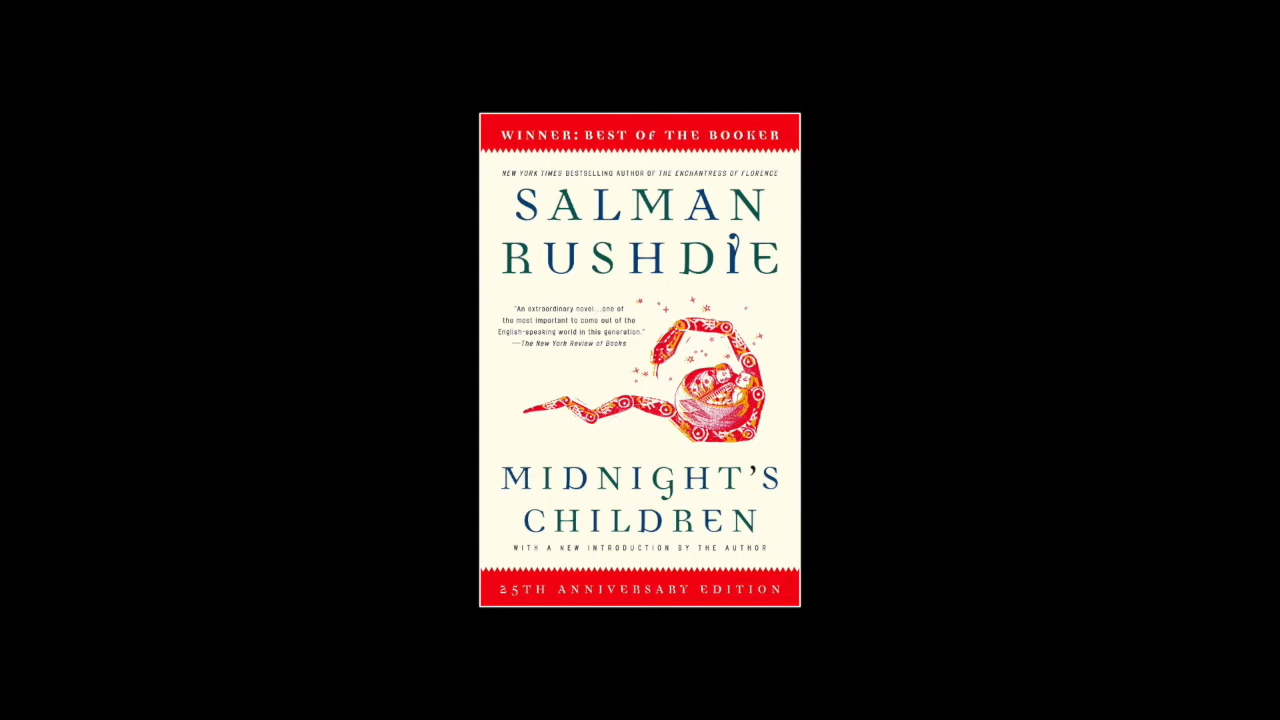 WINNER: BEST OF THE BOOKER
NEW YORK TIMES BESTSELLING AUTHOR OF THE ENCHANTRESS OF FLORENCE
SALMAN
RUSHDIE
"An extraordinary novel...one of
the most important to come out of the
English-speaking world in this generation."
—The New York Review of Books
MIDNIGHT'S
CHILDREN
WITH A NEW INTRODUCTION BY THE AUTHOR
25TH ANNIVERSARY EDITION